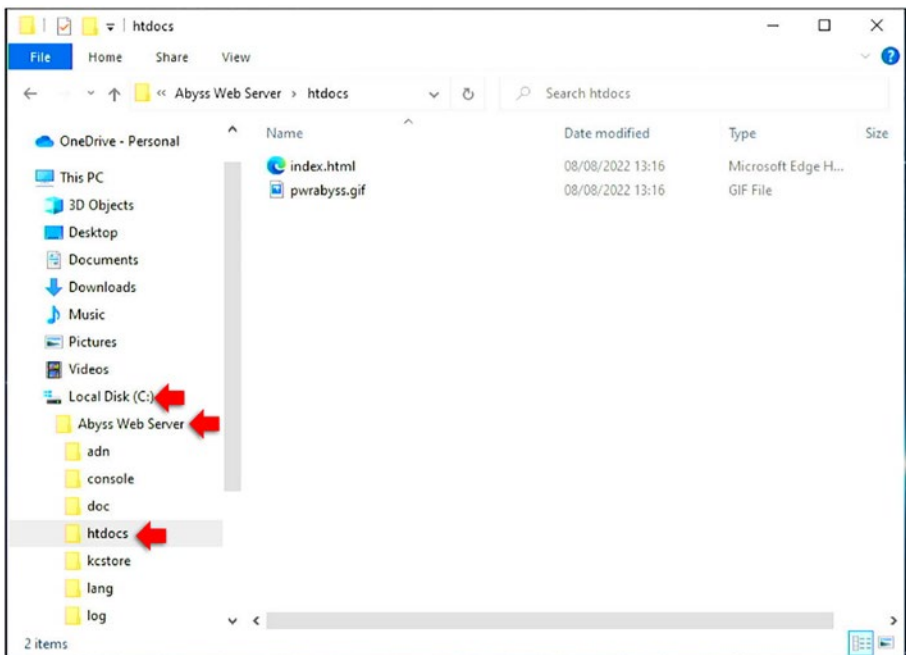 htdocs
File Home Share View
« Abyss Web Server › htdocs Search htdocs
Name Date modified Type Size
index.html 08/08/2022 13:16 Microsoft Edge H...
pwrabyss.gif 08/08/2022 13:16 GIF File
OneDrive - Personal
This PC
3D Objects
Desktop
Documents
Downloads
Music
Pictures
Videos
Local Disk (C:)
Abyss Web Server
adn
console
doc
htdocs
kcstore
lang
log
2 items